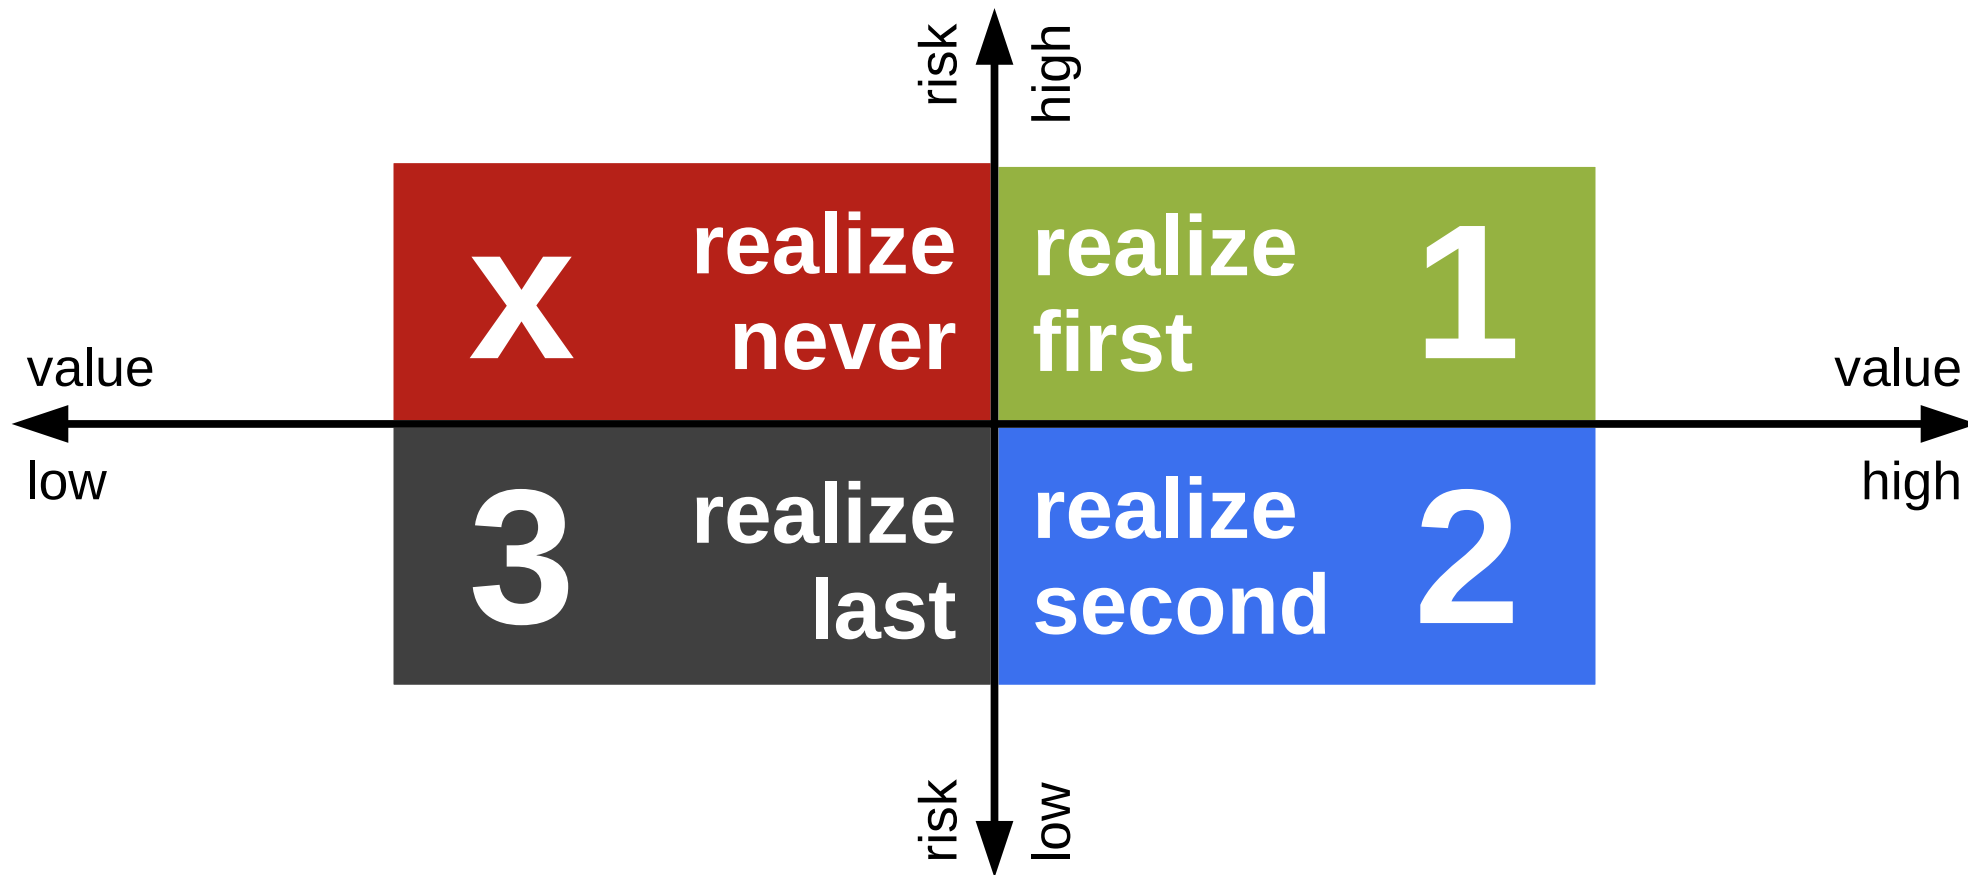 risk
high
x
realize
never
realize
first
1
value
low
value
high
3
realize
last
realize
second
2
risk
low